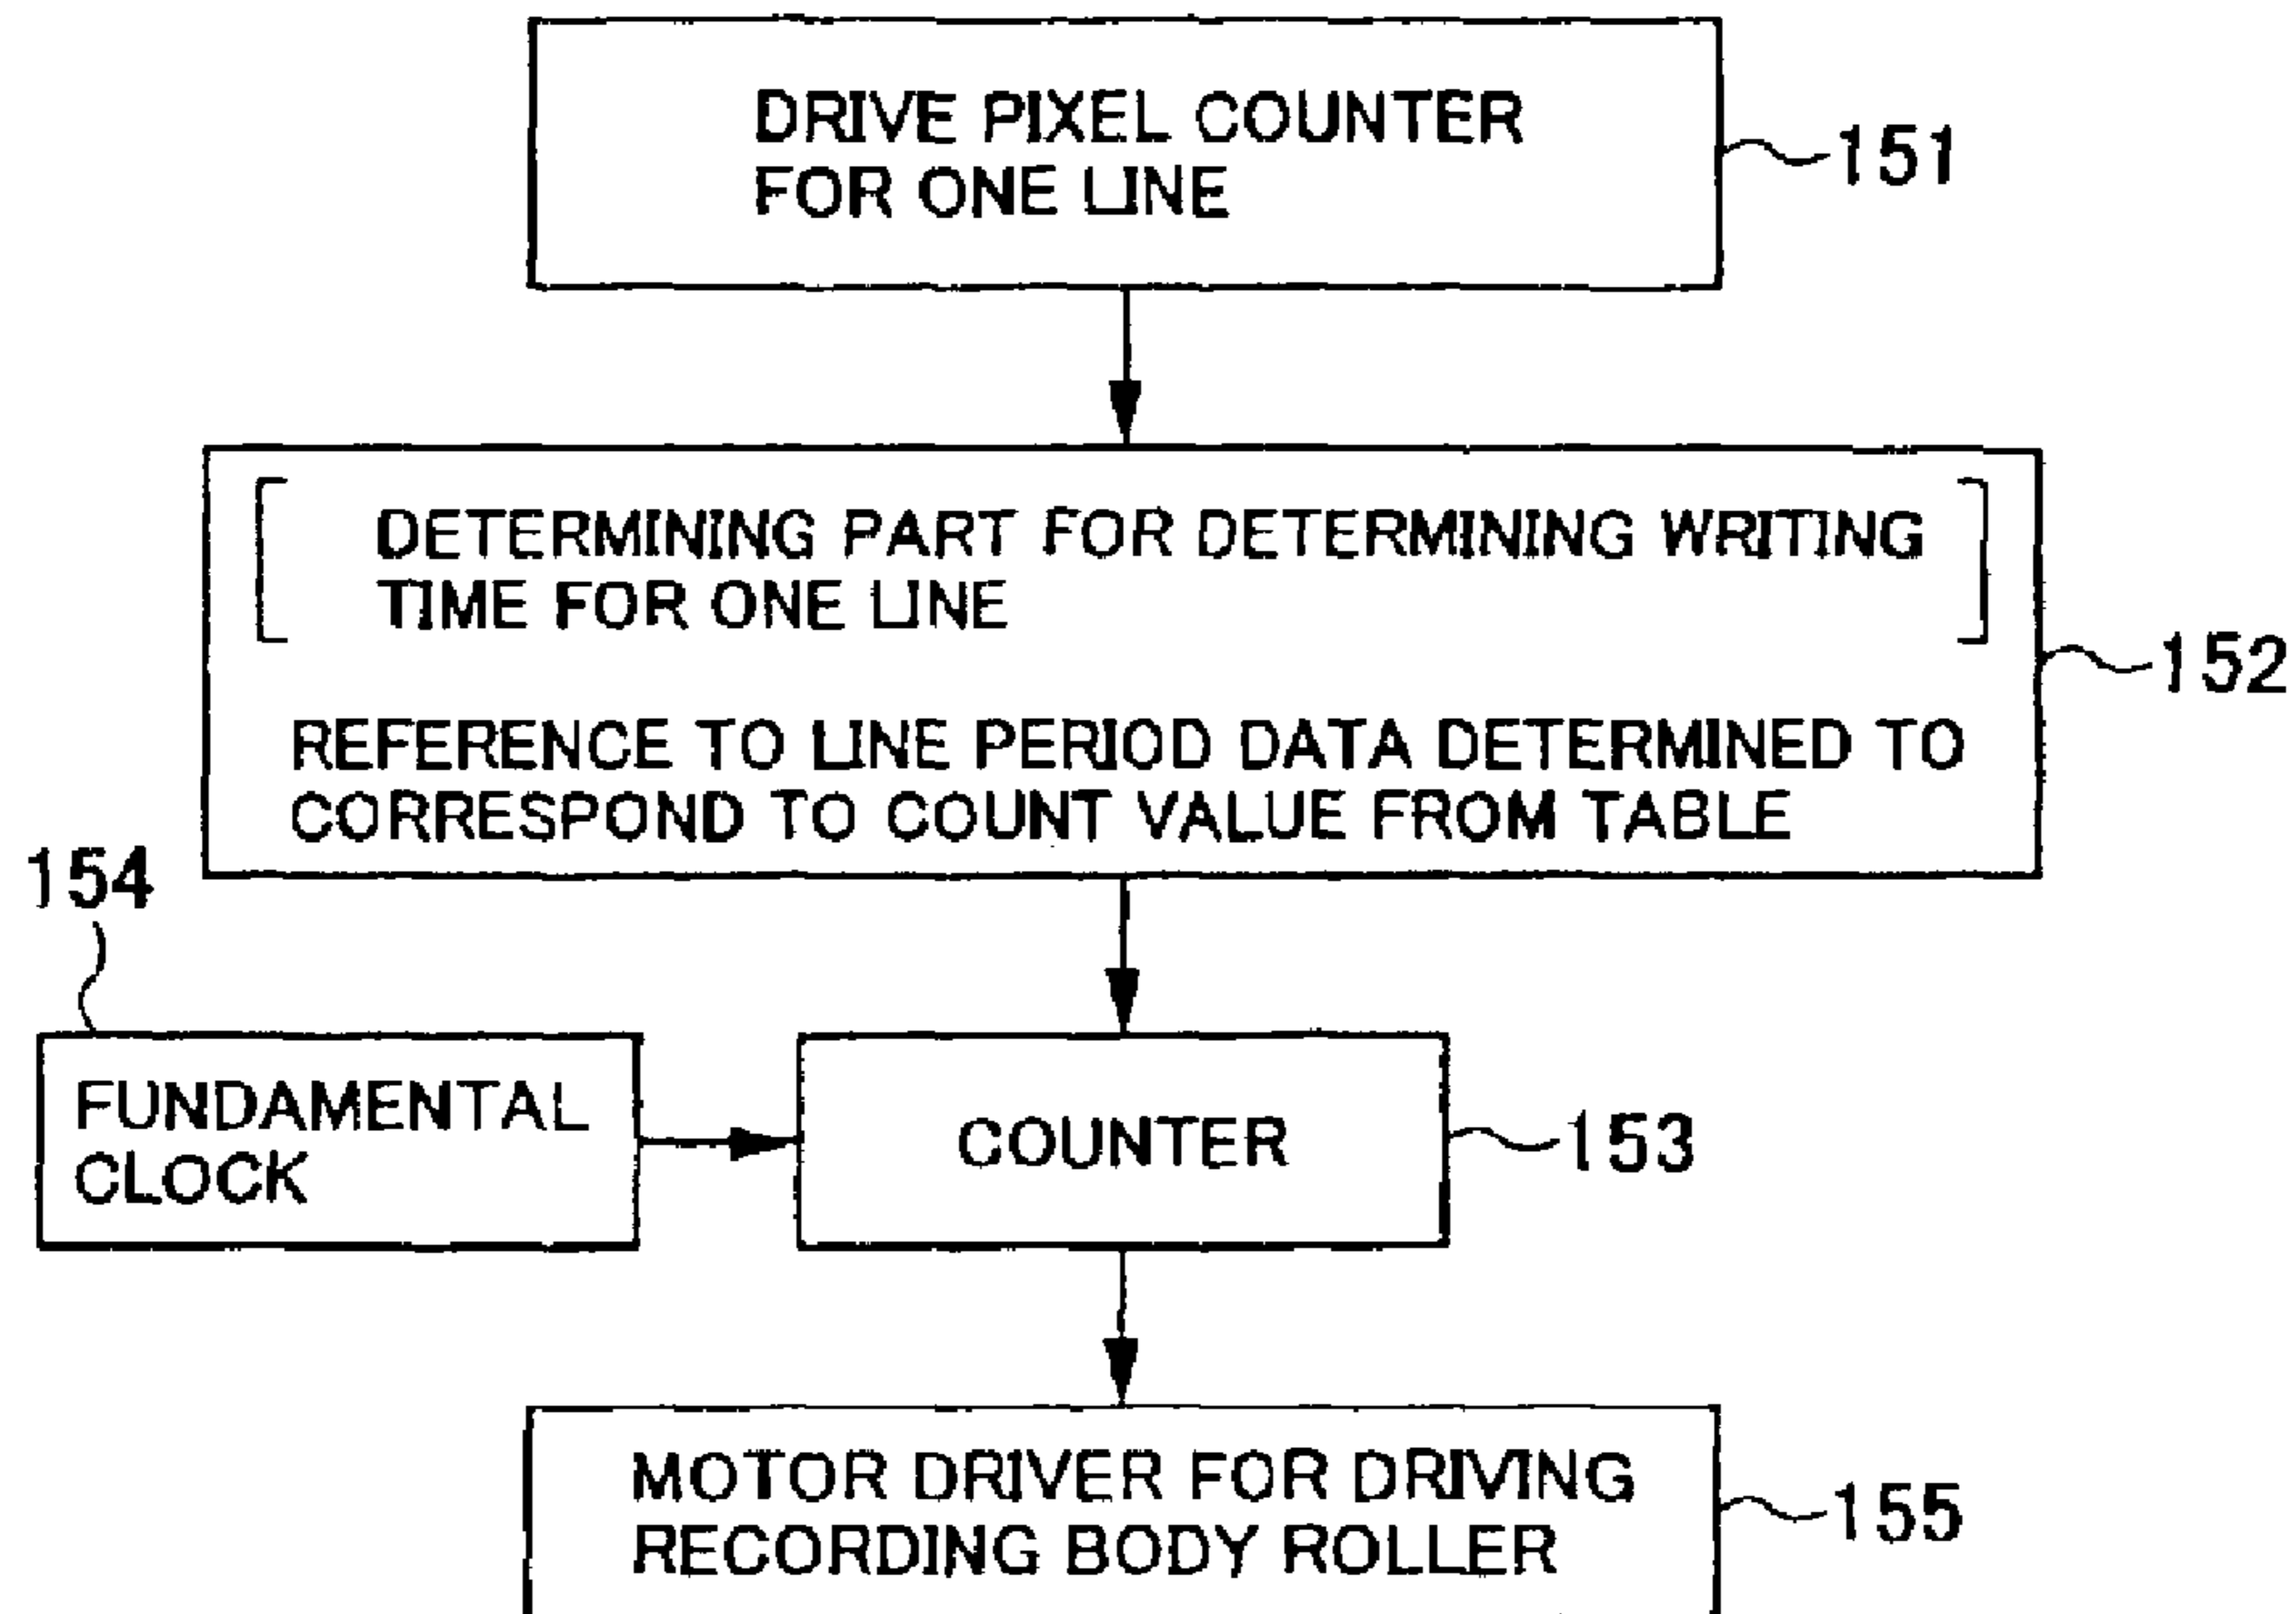 DRIVE PIXEL COUNTER
FOR ONE LINE
151
DETERMINING PART FOR DETERMINING WRITING
TIME FOR ONE LINE
152
REFERENCE TO LINE PERIOD DATA DETERMINED TO
CORRESPOND TO COUNT VALUE FROM TABLE
154
FUNDAMENTAL
CLOCK
COUNTER
153
MOTOR DRIVER FOR DRIVING
RECORDING BODY ROLLER
155